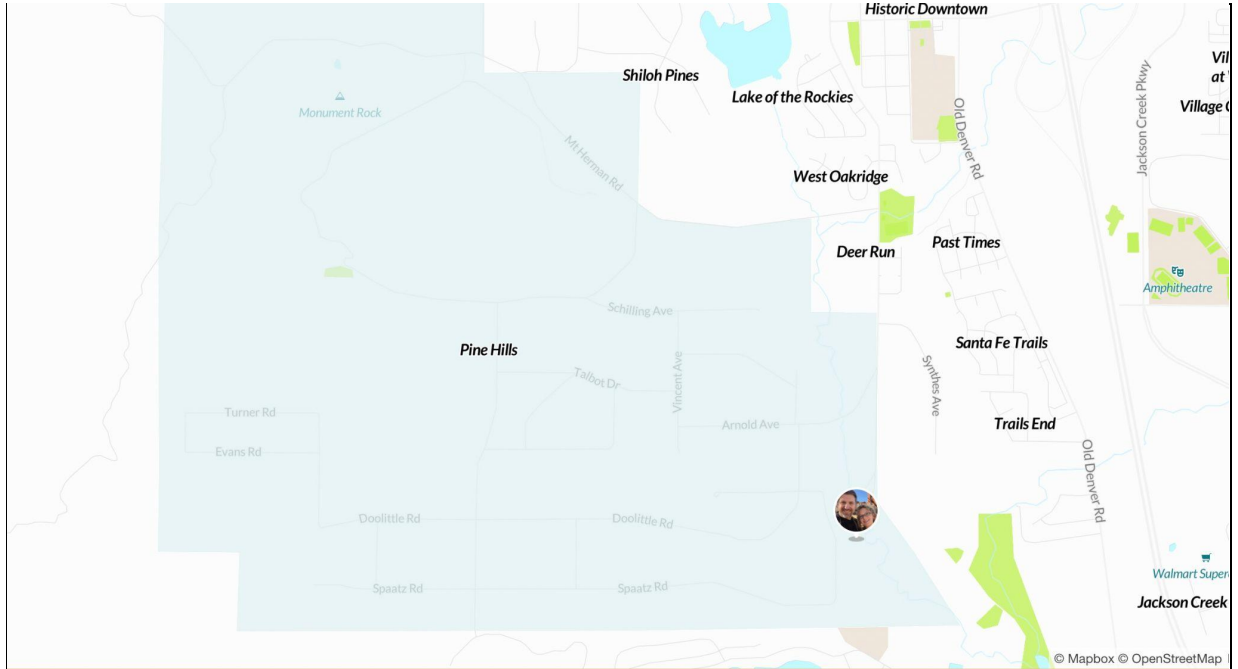 Historic Downtown
Vil
at
Shiloh Pines
Lake of the Rockies
Village
Monument Rock
Old Denver Rd
Jackson Creek Pkwy
Mt Herman Rd
West Oakridge
Deer Run
Past Times
Amphitheatre
Schilling Ave
Pine Hills
Santa Fe Trails
Talbot Dr
Vincent Ave
Synthes Ave
Turner Rd
Arnold Ave
Trails End
Evans Rd
Old Denver Rd
Doolittle Rd
Doolittle Rd
Walmart Super
Spaatz Rd
Spaatz Rd
Jackson Creek
© Mapbox © OpenStreetMap